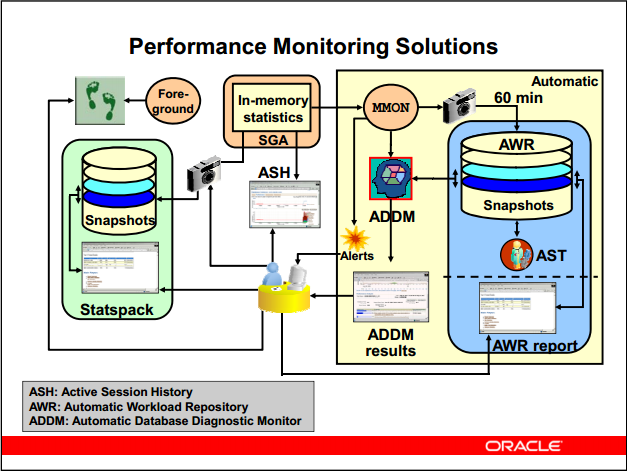 Performance Monitoring Solutions
Fore-
ground
In-memory
statistics
SGA
MMON
Automatic
60 min
AWR
Snapshots
AST
AWR report
ASH
ADDM
Alerts
ADDM
results
Snapshots
Statspack
ASH: Active Session History
AWR: Automatic Workload Repository
ADDM: Automatic Database Diagnostic Monitor
ORACLE